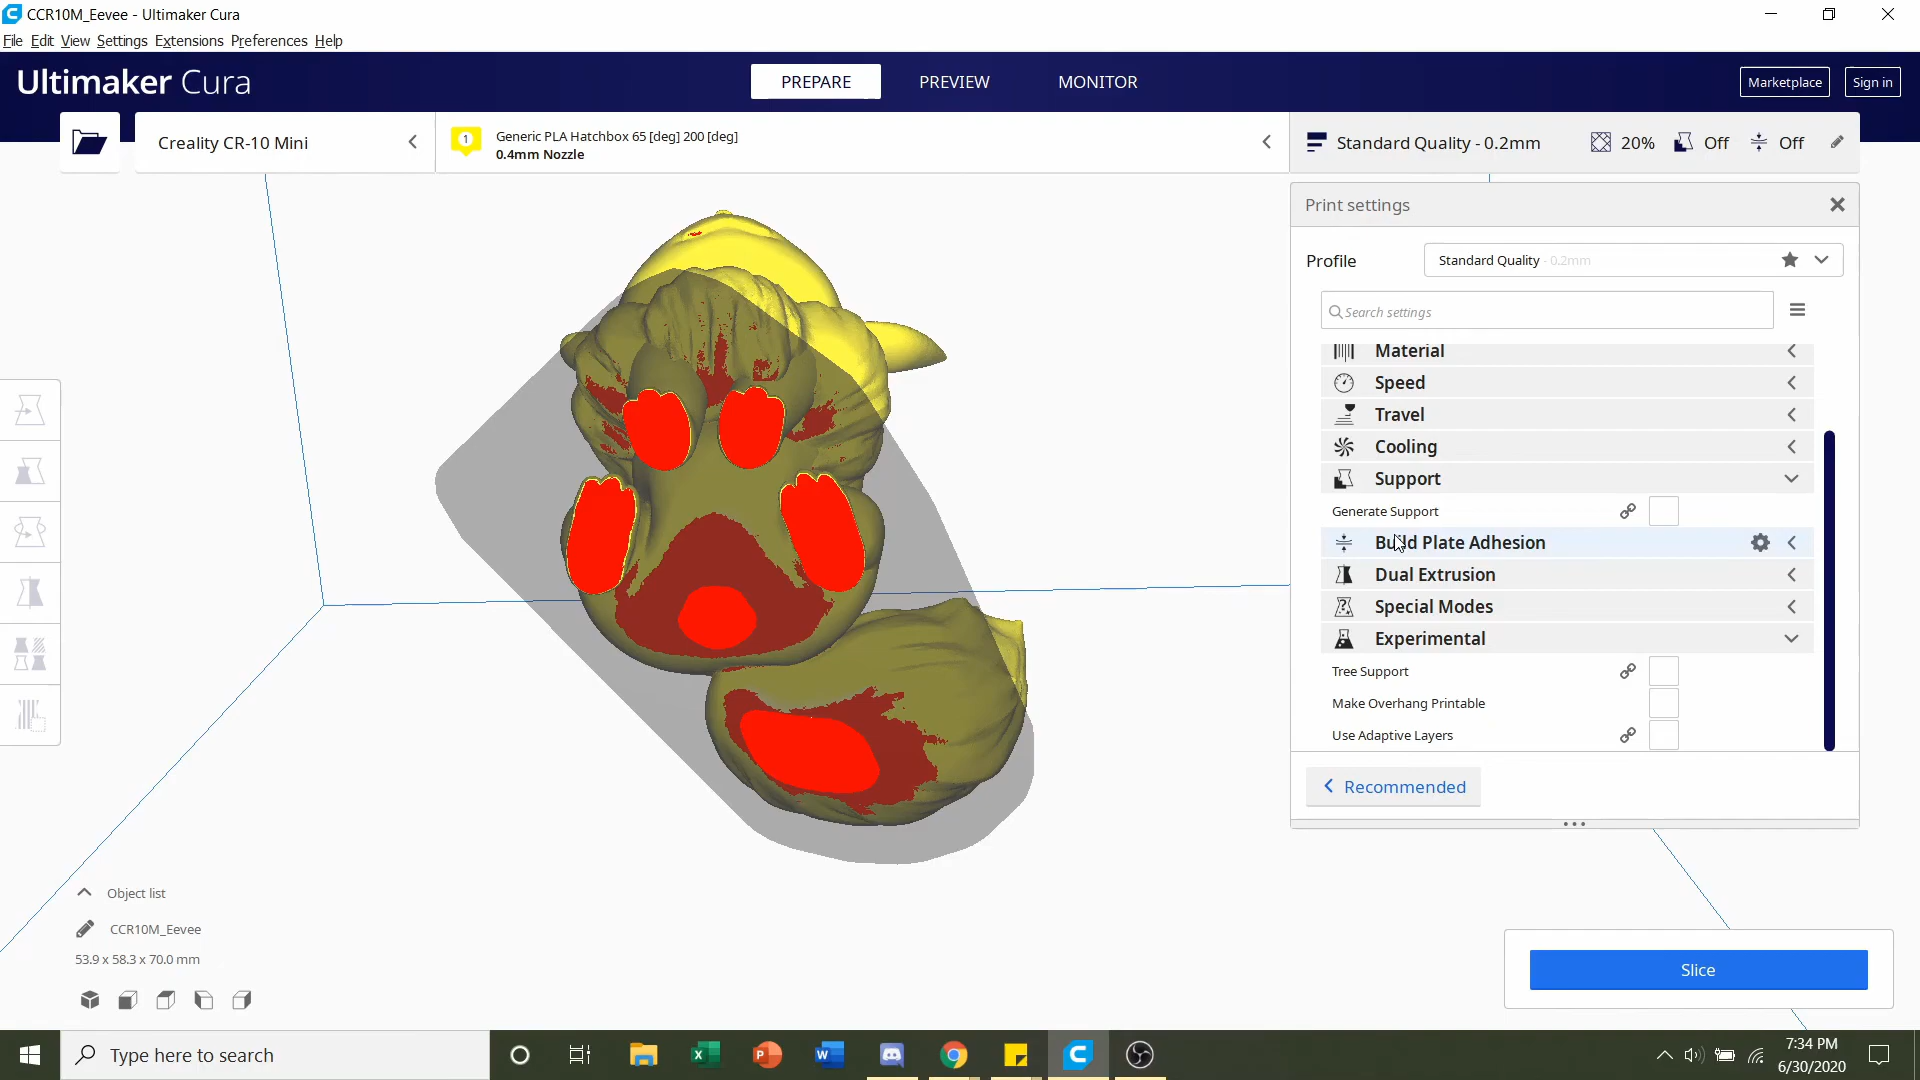 CCR10M_Eevee - Ultimaker Cura
File Edit View Settings Extensions Preferences Help
Ultimaker Cura
PREPARE
PREVIEW
MONITOR
Marketplace
Sign in
Creality CR-10 Mini
1
Generic PLA Hatchbox 65 [deg] 200 [deg]
0.4mm Nozzle
Standard Quality - 0.2mm
20%
Off
Off
Print settings
Profile
Standard Quality - 0.2mm
Search settings
Material
Speed
Travel
Cooling
Support
Generate Support
Build Plate Adhesion
Dual Extrusion
Special Modes
Experimental
Tree Support
Make Overhang Printable
Use Adaptive Layers
Recommended
Object list
CCR10M_Eevee
53.9 x 58.3 x 70.0 mm
Slice
Type here to search
7:34 PM
6/30/2020